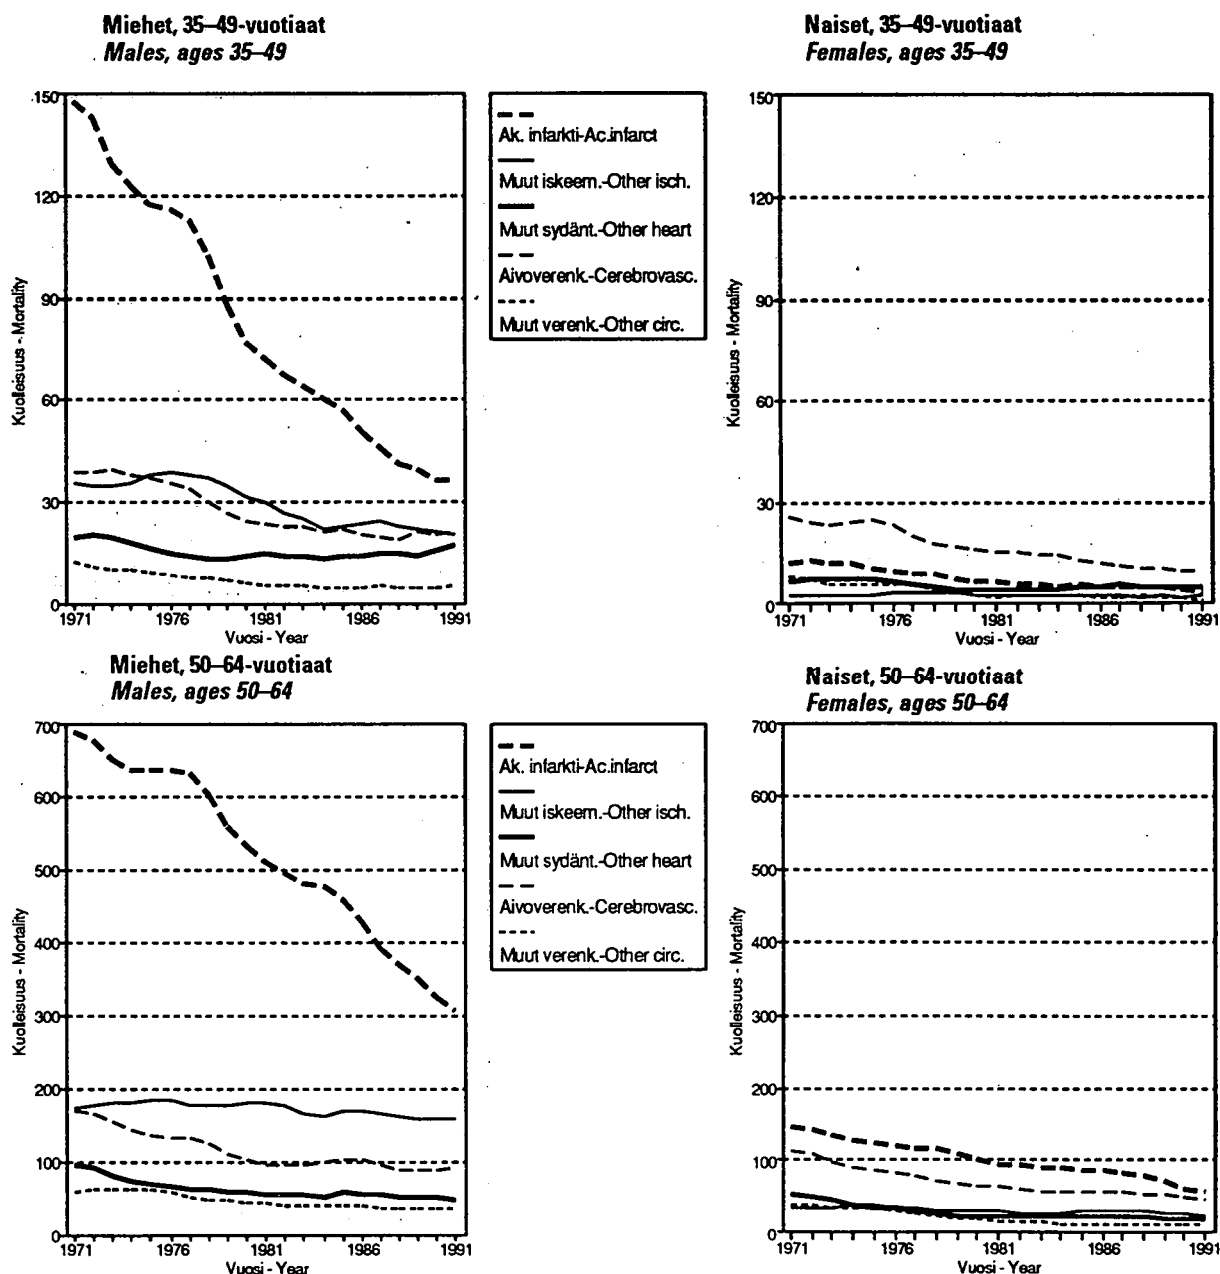 Miehet, 35–49-vuotiaat
Males, ages 35–49
Kuolleisuus - Mortality
150
120
90
60
30
0
1971 1976 1981 1986 1991
Vuosi - Year
Ak. infarkti-Ac.infarct
Muut iskeem.-Other isch.
Muut sydänt.-Other heart
Aivoverenk.-Cerebrovasc.
Muut verenk.-Other circ.
Naiset, 35–49-vuotiaat
Females, ages 35–49
Kuolleisuus - Mortality
150
120
90
60
30
0
1971 1976 1981 1986 1991
Vuosi - Year
Miehet, 50–64-vuotiaat
Males, ages 50–64
Kuolleisuus - Mortality
700
600
500
400
300
200
100
0
1971 1976 1981 1986 1991
Vuosi - Year
Ak. infarkti-Ac.infarct
Muut iskeem.-Other isch.
Muut sydänt.-Other heart
Aivoverenk.-Cerebrovasc.
Muut verenk.-Other circ.
Naiset, 50–64-vuotiaat
Females, ages 50–64
Kuolleisuus - Mortality
700
600
500
400
300
200
100
0
1971 1976 1981 1986 1991
Vuosi - Year